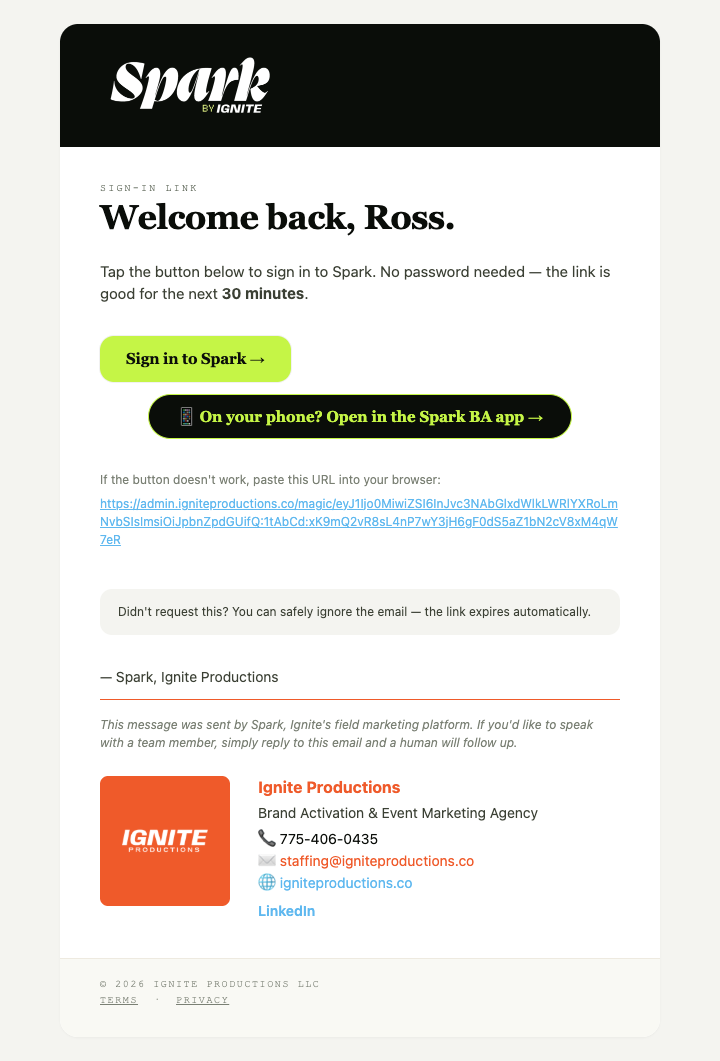 Spark
BY IGNITE
SIGN-IN LINK
Welcome back, Ross.
Tap the button below to sign in to Spark. No password needed — the link is
good for the next 30 minutes.
Sign in to Spark →
On your phone? Open in the Spark BA app →
If the button doesn't work, paste this URL into your browser:
https://admin.igniteproductions.co/magic/eyJ1Ijo0MiwiZSI6InJvc3NAbGlxdWlkLWRlYXRoLm
NvbSIsImsiOiJpbnZpdGUifQ:1tAbCd:xK9mQ2vR8sL4nP7wY3jH6gF0dS5aZ1bN2cV8xM4qW
7eR
Didn't request this? You can safely ignore the email — the link expires automatically.
— Spark, Ignite Productions
This message was sent by Spark, Ignite's field marketing platform. If you'd like to speak
with a team member, simply reply to this email and a human will follow up.
IGNITE
PRODUCTIONS
Ignite Productions
Brand Activation & Event Marketing Agency
775-406-0435
staffing@igniteproductions.co
igniteproductions.co
LinkedIn
© 2026 IGNITE PRODUCTIONS LLC
TERMS · PRIVACY